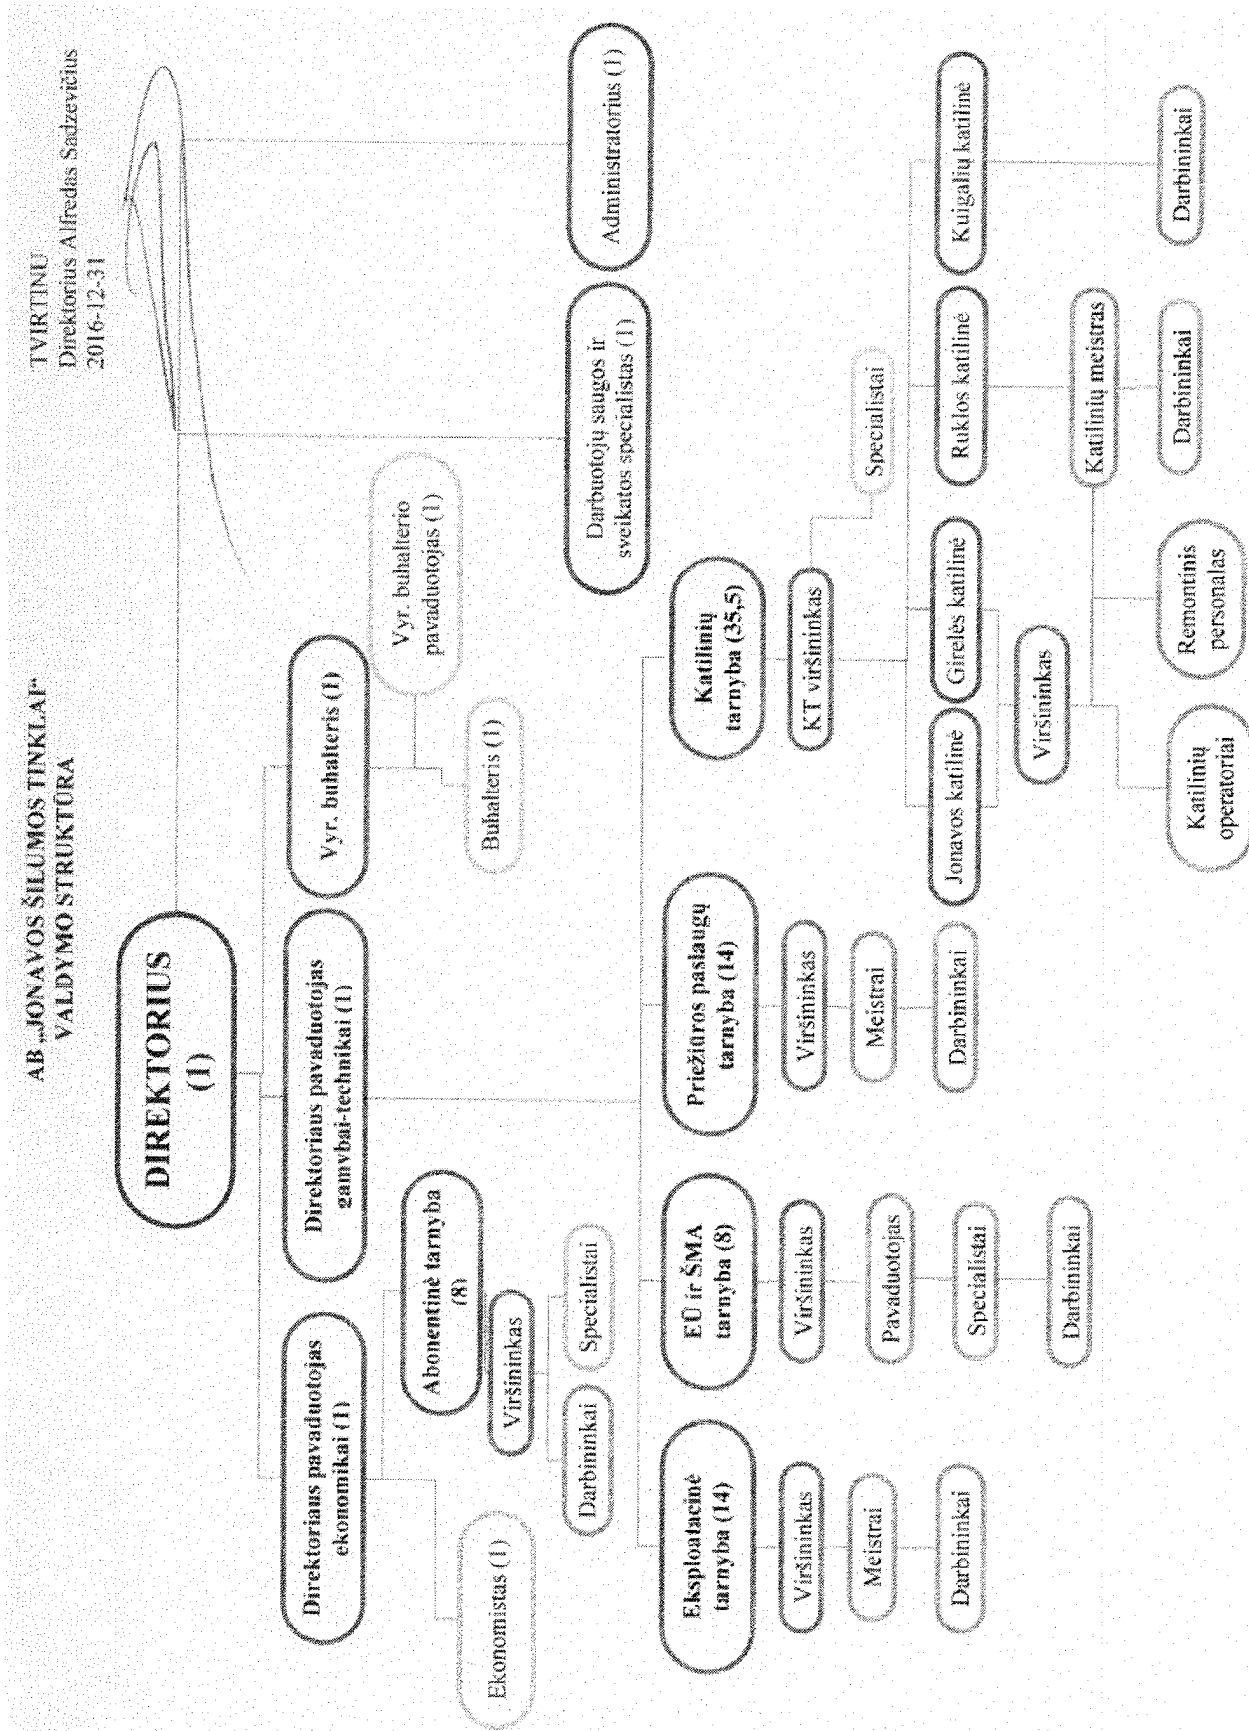 TVIRTINU
Direktorius Alfredas Sadzevičius
2016-12-31
AB „JONAVOS ŠILUMOS TINKLAI“
VALDYMO STRUKTŪRA
DIREKTORIUS
(1)
Direktoriaus pavaduotojas
ekonomikai (1)
Direktoriaus pavaduotojas
gamybai-technikai (1)
Vyr. buhalteris (1)
Vyr. buhalterio
pavaduotojas (1)
Buhalteris (1)
Ekonomistas (1)
Abonentinė tarnyba
(8)
Viršininkas
Darbininkai
Specialistai
Darbuotojų saugos ir
sveikatos specialistas (1)
Administratorius (1)
Eksploatacinė
tarnyba (14)
Viršininkas
Meistrai
Darbininkai
EŪ ir ŠMA
tarnyba (8)
Viršininkas
Pavaduotojas
Specialistai
Darbininkai
Priežiūros paslaugų
tarnyba (14)
Viršininkas
Meistrai
Darbininkai
Katilinių
tarnyba (35,5)
KT viršininkas
Specialistai
Jonavos katilinė
Girelės katilinė
Ruklos katilinė
Kuigalių katilinė
Viršininkas
Katilinių meistras
Katilinių
operatoriai
Remontinis
personalas
Darbininkai
Darbininkai